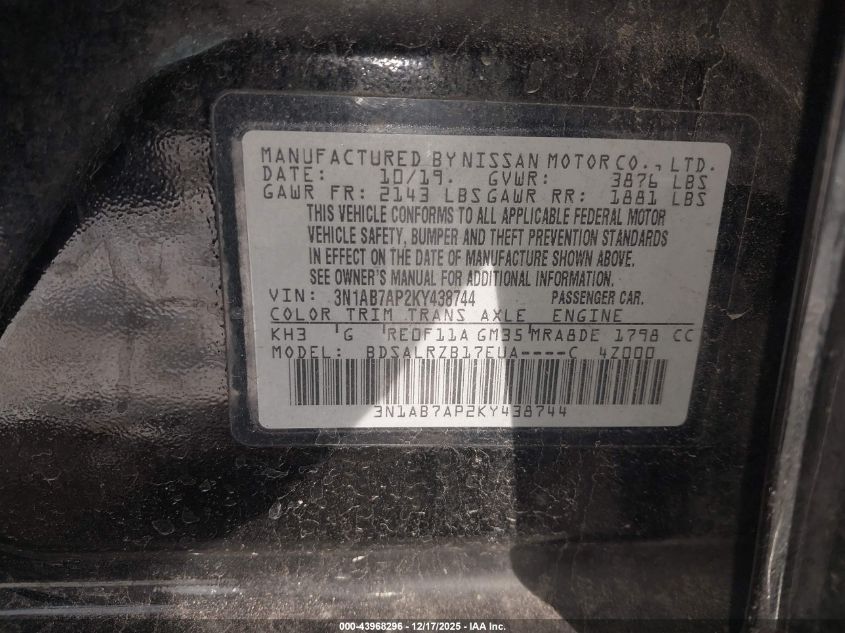 MANUFACTURED BY NISSAN MOTOR CO., LTD.
DATE: 10/19. GVWR: 3876 LBS
GAWR FR: 2143 LBS GAWR RR: 1881 LBS
THIS VEHICLE CONFORMS TO ALL APPLICABLE FEDERAL MOTOR
VEHICLE SAFETY, BUMPER AND THEFT PREVENTION STANDARDS
IN EFFECT ON THE DATE OF MANUFACTURE SHOWN ABOVE.
SEE OWNER'S MANUAL FOR ADDITIONAL INFORMATION.
VIN: 3N1AB7AP2KY438744 PASSENGER CAR.
COLOR TRIM TRANS AXLE ENGINE
KH3 G RE0F11A GM35 MRA8DE 1798 CC
MODEL: BDSALRZB17EUA----C 4Z000
3N1AB7AP2KY438744
000-43968296 - 12/17/2025 - IAA Inc.